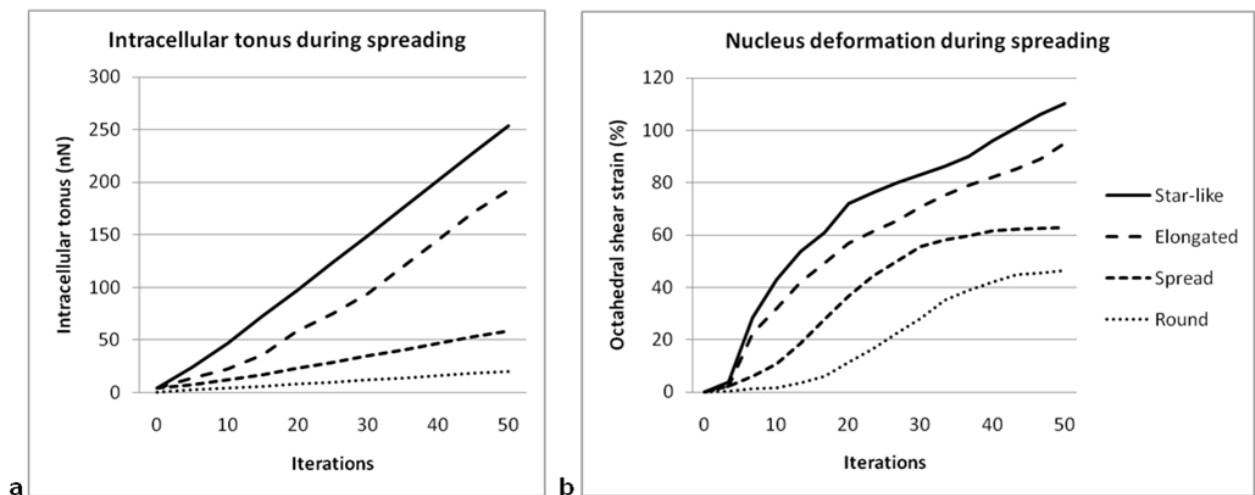 Intracellular tonus during spreading
Intracellular tonus (nN)
300
250
200
150
100
50
0
0 10 20 30 40 50
Iterations
a
Nucleus deformation during spreading
Octahedral shear strain (%)
120
100
80
60
40
20
0
0 10 20 30 40 50
Iterations
Star-like
Elongated
Spread
Round
b